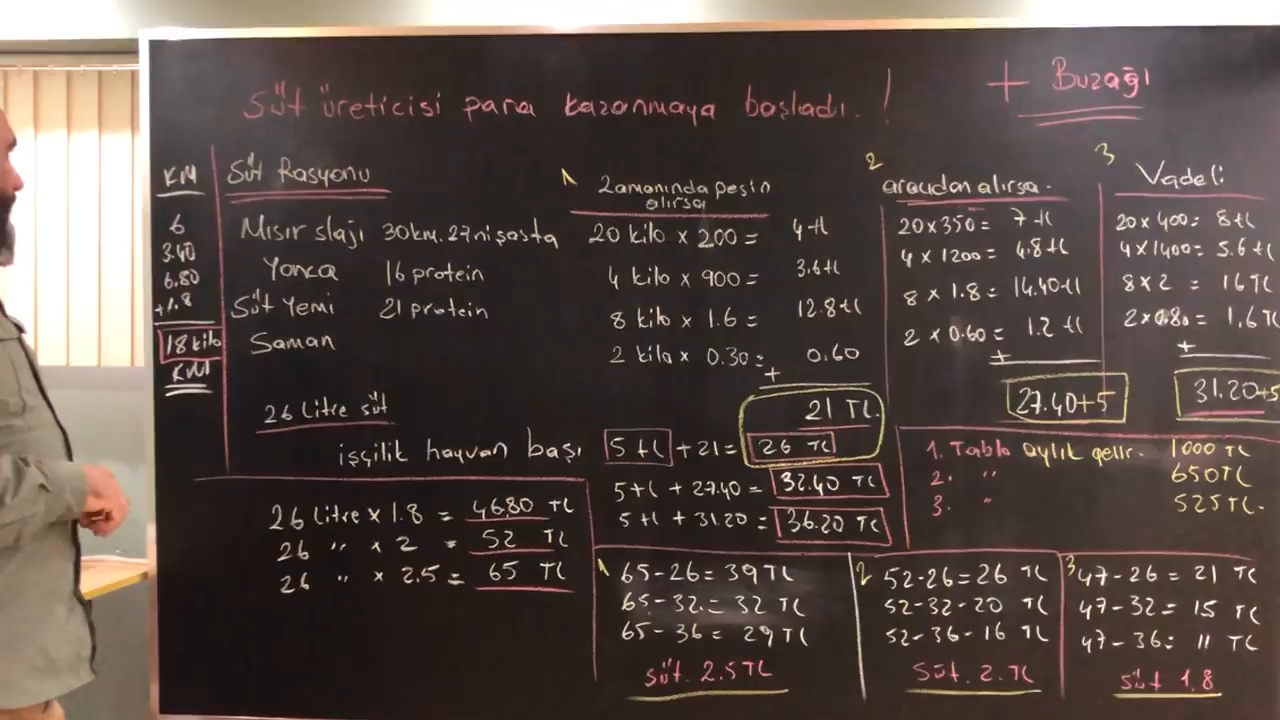 Süt üreticisi para kazanmaya başladı. !
+ Buzağı
KM
6
3.40
6.80
+1.8
18 kilo
KM
Süt Rasyonu
Mısır slajı 30km. 27 nişasta
Yonca 16 protein
Süt Yemi 21 protein
Saman
26 Litre süt
işçilik hayvan başı
1 Zamanında peşin
alırsa
20 kilo x 200 = 4 tl
4 kilo x 900 = 3.6 tl
8 kilo x 1.6 = 12.8 tl
2 kilo x 0.30 = 0.60
+
21 TL.
5 tl + 21 = 26 TL
5 +L + 27.40 = 32.40 TL
5 +L + 31.20 = 36.20 TL
2 aracıdan alırsa.
20 x 350 = 7 tl
4 x 1200 = 4.8 tl
8 x 1.8 = 14.40 tl
2 x 0.60 = 1.2 tl
+
27.40+5
3 Vadeli
20 x 400 = 8 tl
4 x 1400 = 5.6 tl
8 x 2 = 16 TL
2 x 0.80 = 1.6 TL
+
31.20+5
1. Tablo aylık gelir. 1000 TL
2. " 650 TL
3. " 525 TL.
26 Litre x 1.8 = 46.80 TL
26 " x 2 = 52 TL
26 " x 2.5 = 65 TL
1 65-26= 39 TL
65-32= 32 TL
65-36= 29 TL
süt. 2.5 TL
2 52-26=26 TL
52-32-20 TL
52-36-16 TL
süt. 2. TL
3 47-26= 21 TL
47-32= 15 TL
47-36= 11 TL
süt 1.8